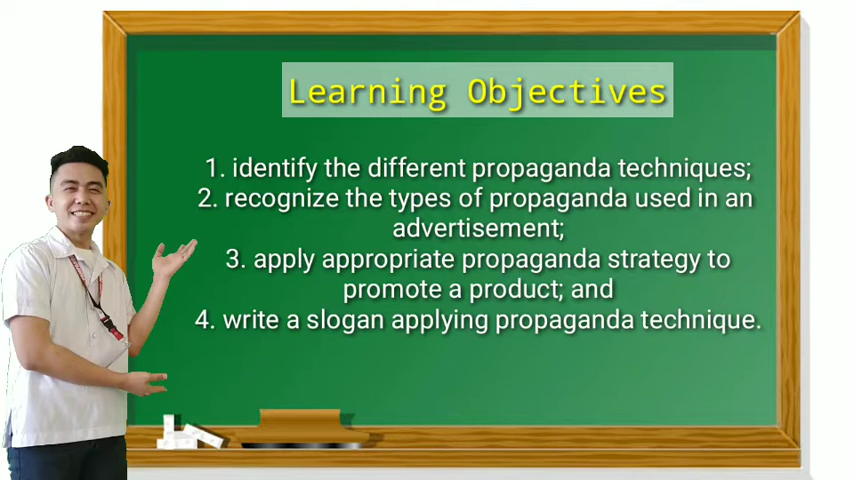 Learning Objectives
1. identify the different propaganda techniques;
2. recognize the types of propaganda used in an
advertisement;
3. apply appropriate propaganda strategy to
promote a product; and
4. write a slogan applying propaganda technique.